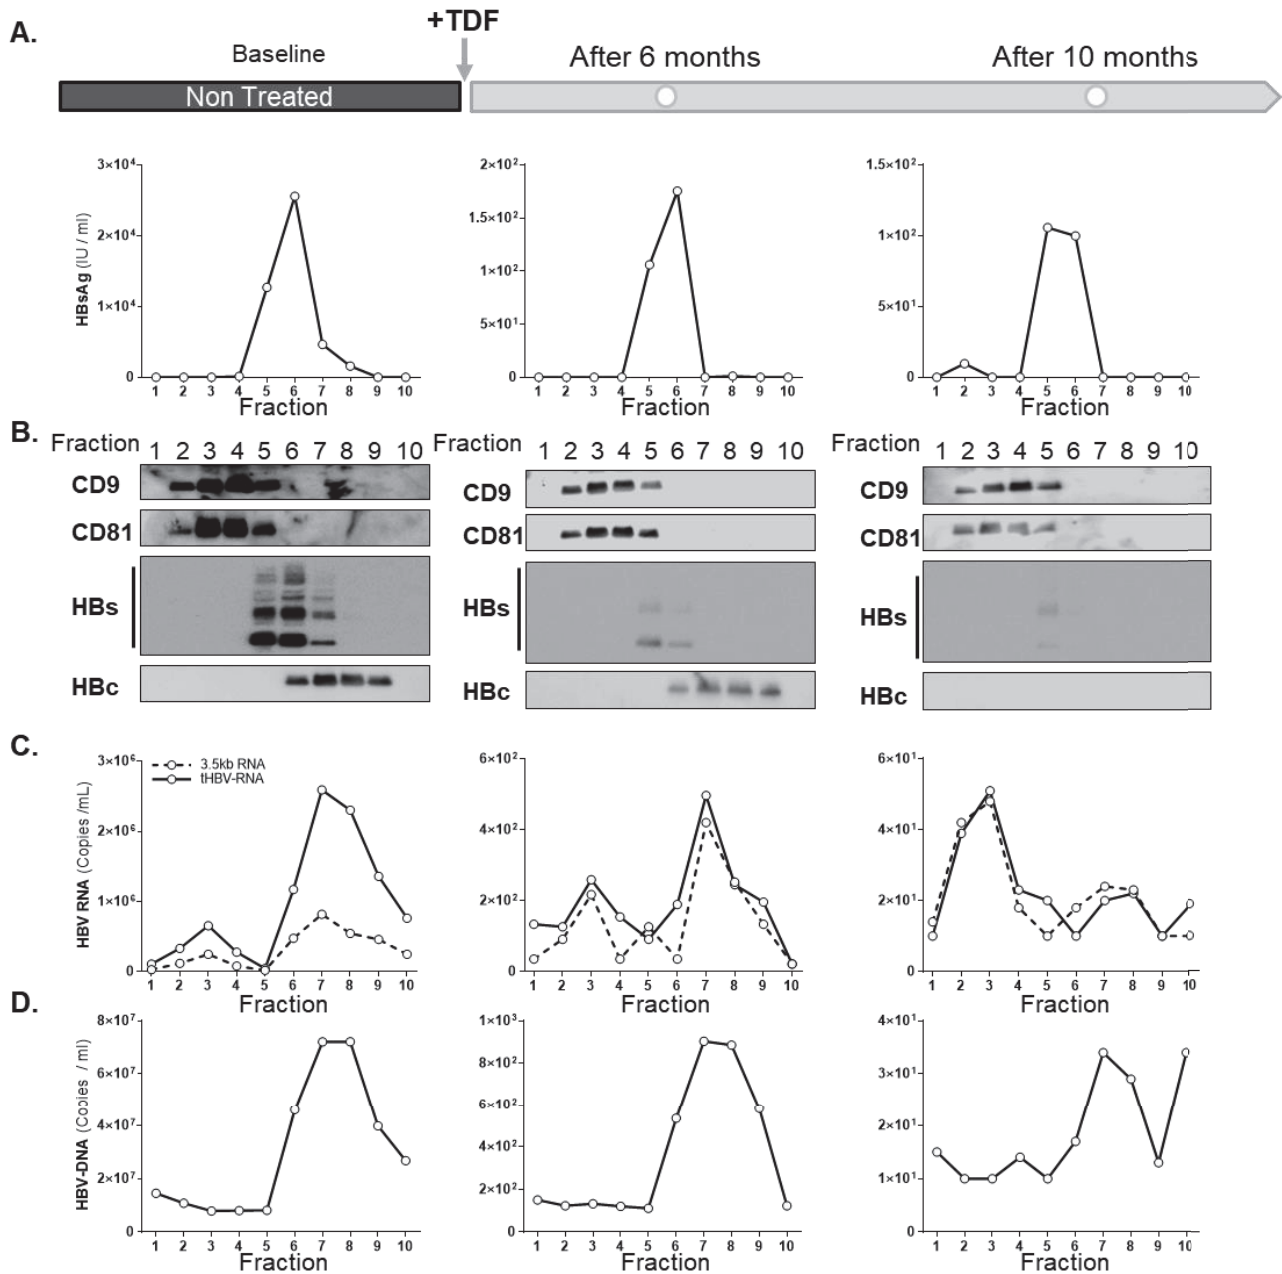 A.
+TDF
Baseline
After 6 months
After 10 months
Non Treated
HBsAg (IU / ml)
3×10⁴
2×10⁴
1×10⁴
0
1 2 3 4 5 6 7 8 9 10
Fraction
2×10²
1.5×10²
1×10²
5×10¹
0
1 2 3 4 5 6 7 8 9 10
Fraction
1.5×10²
1×10²
5×10¹
0
1 2 3 4 5 6 7 8 9 10
Fraction
B.
Fraction 1 2 3 4 5 6 7 8 9 10
CD9
CD81
HBs
HBc
Fraction 1 2 3 4 5 6 7 8 9 10
CD9
CD81
HBs
HBc
Fraction 1 2 3 4 5 6 7 8 9 10
CD9
CD81
HBs
HBc
C.
HBV RNA (Copies /mL)
3×10⁶
2×10⁶
1×10⁶
0
3.5kb RNA
tHBV-RNA
1 2 3 4 5 6 7 8 9 10
Fraction
6×10²
4×10²
2×10²
0
1 2 3 4 5 6 7 8 9 10
Fraction
6×10¹
4×10¹
2×10¹
0
1 2 3 4 5 6 7 8 9 10
Fraction
D.
HBV-DNA (Copies / ml)
8×10⁷
6×10⁷
4×10⁷
2×10⁷
0
1 2 3 4 5 6 7 8 9 10
Fraction
1×10³
8×10²
6×10²
4×10²
2×10²
0
1 2 3 4 5 6 7 8 9 10
Fraction
4×10¹
3×10¹
2×10¹
1×10¹
0
1 2 3 4 5 6 7 8 9 10
Fraction